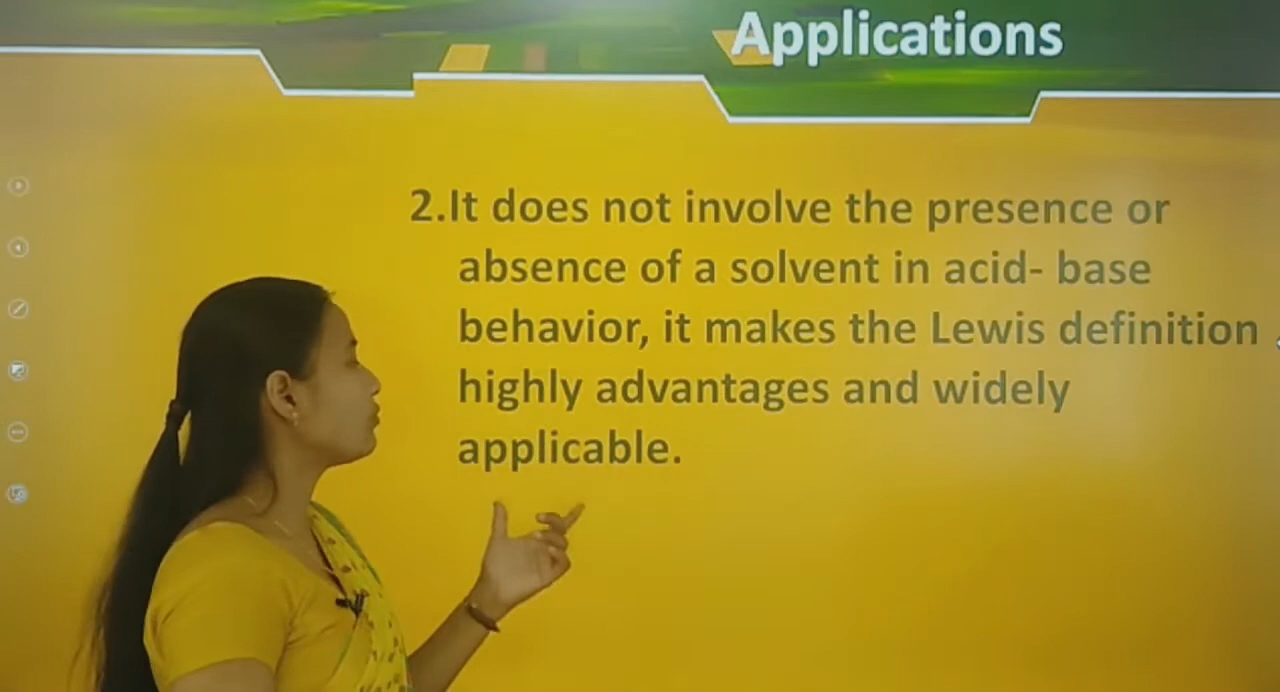 Applications
2.It does not involve the presence or
absence of a solvent in acid- base
behavior, it makes the Lewis definition
highly advantages and widely
applicable.